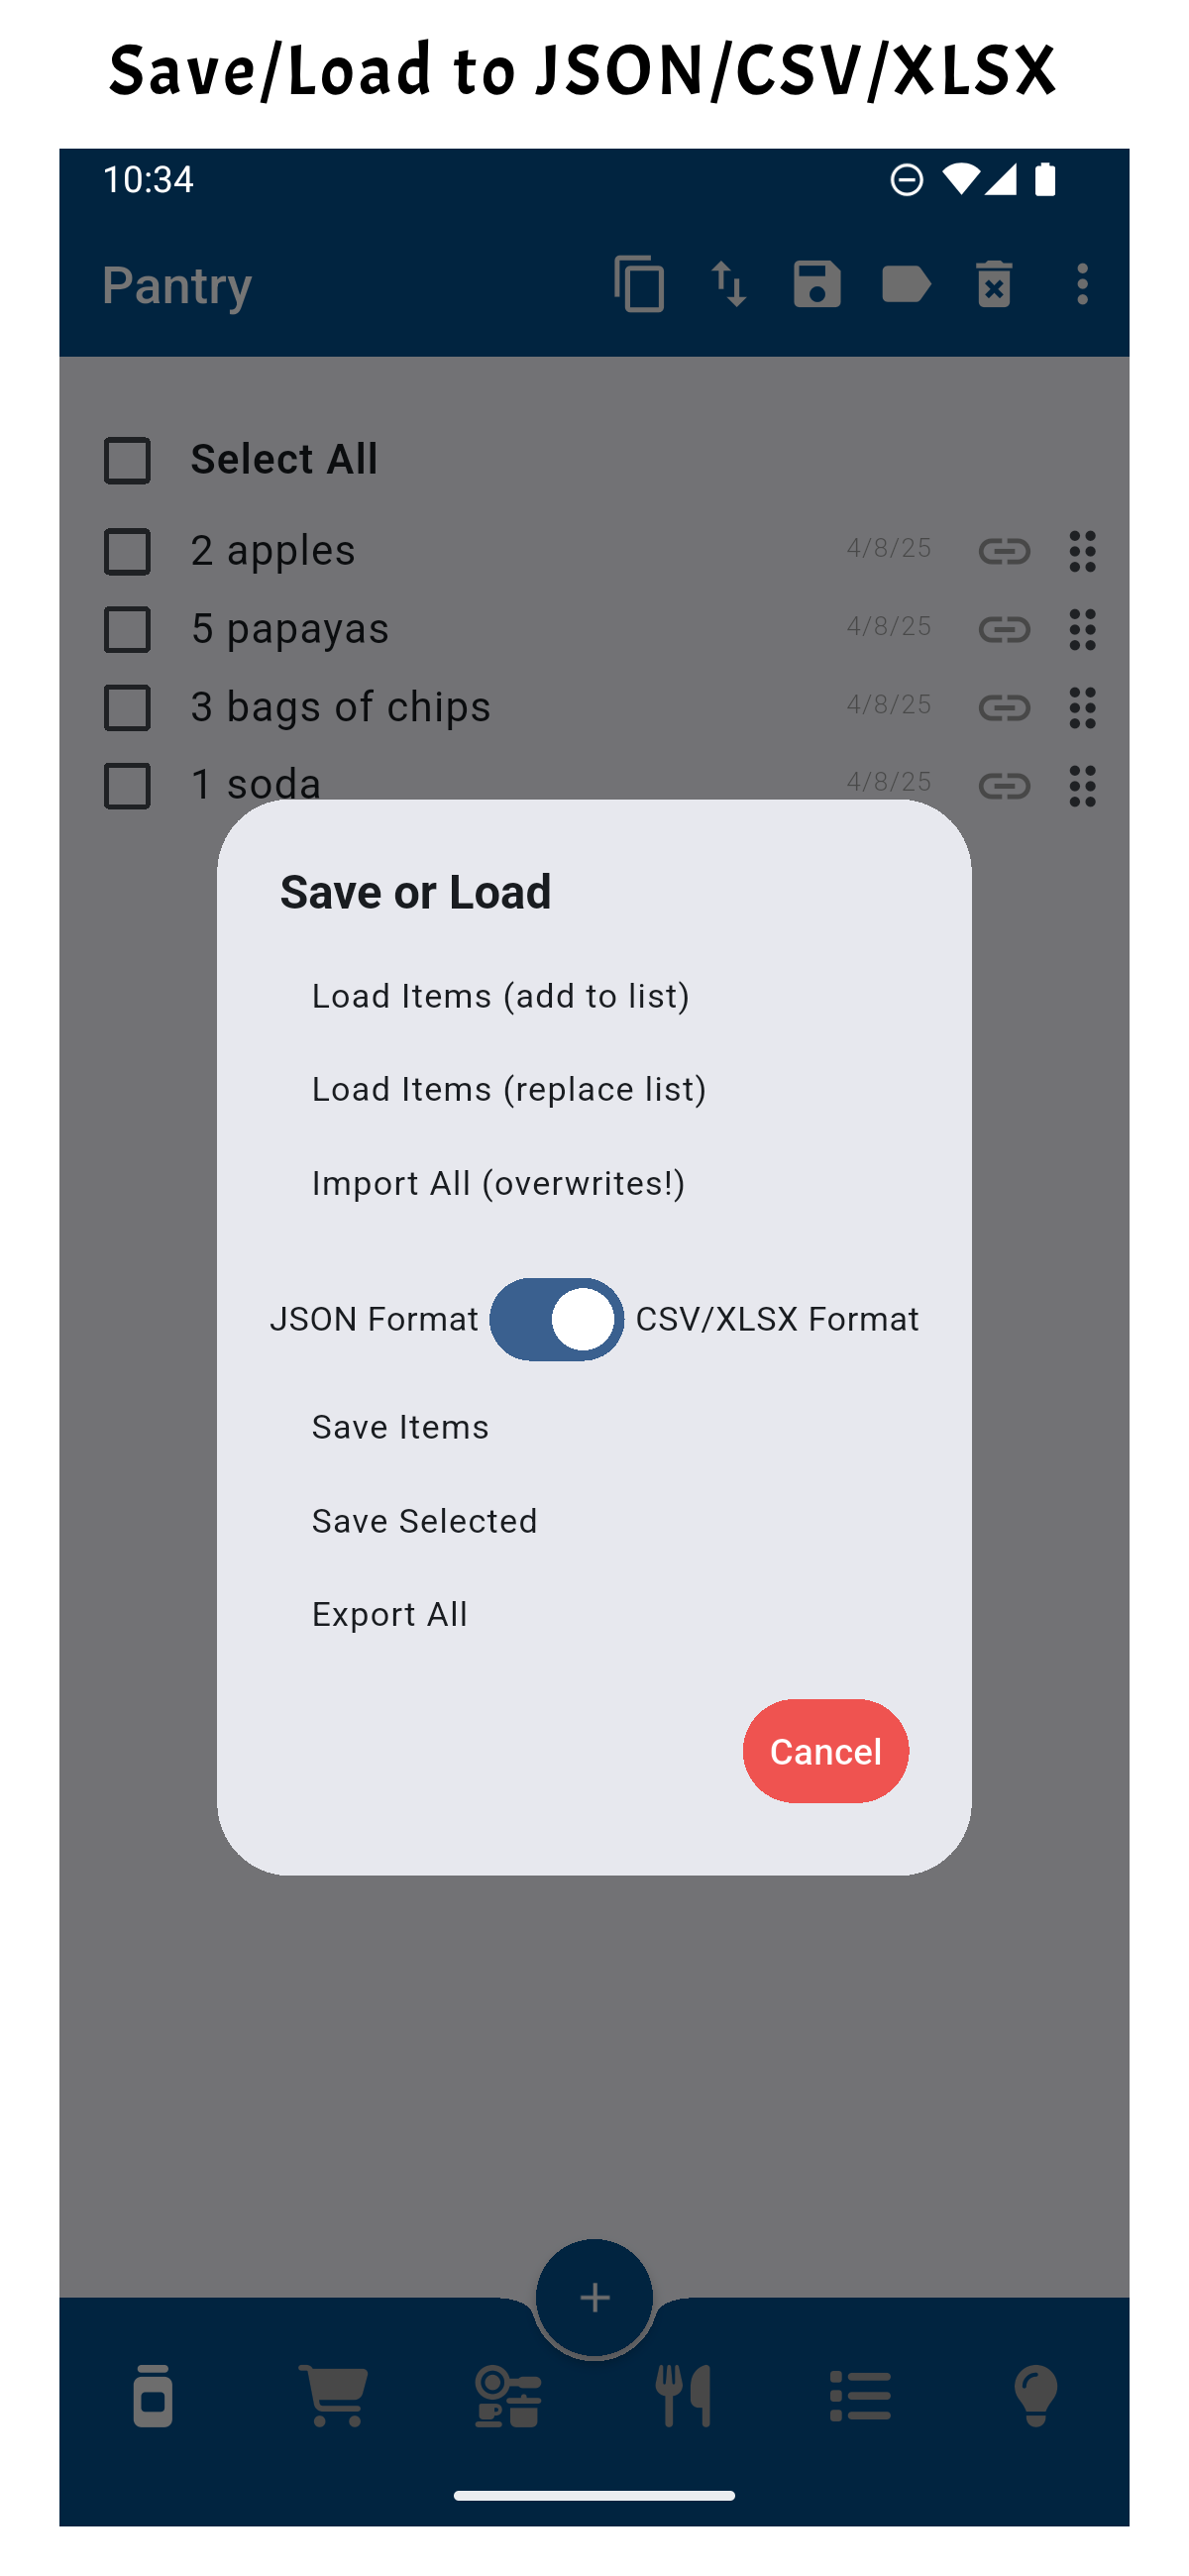 Save/Load to JSON/CSV/XLSX
10:34
Pantry
Select All
2 apples 4/8/25
5 papayas 4/8/25
3 bags of chips 4/8/25
1 soda 4/8/25
Save or Load
Load Items (add to list)
Load Items (replace list)
Import All (overwrites!)
JSON Format CSV/XLSX Format
Save Items
Save Selected
Export All
Cancel